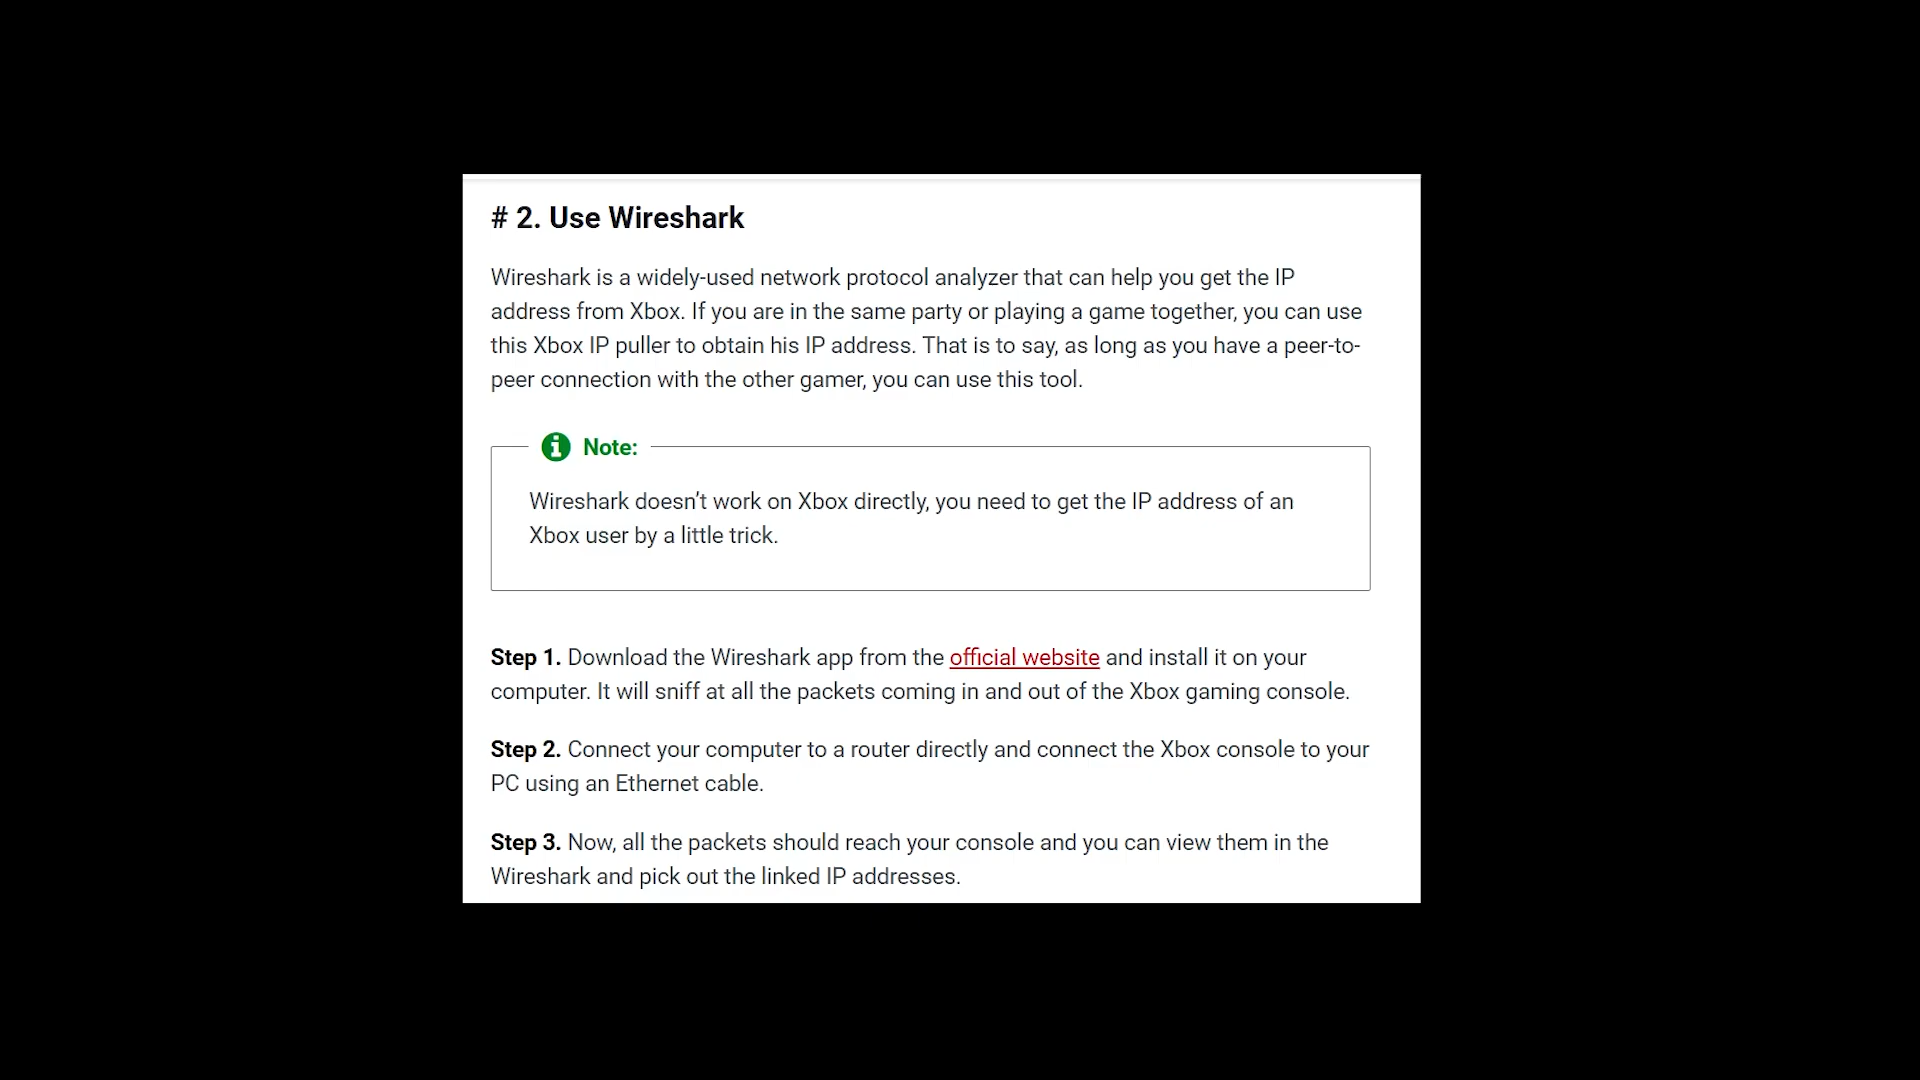 # 2. Use Wireshark
Wireshark is a widely-used network protocol analyzer that can help you get the IP
address from Xbox. If you are in the same party or playing a game together, you can use
this Xbox IP puller to obtain his IP address. That is to say, as long as you have a peer-to-
peer connection with the other gamer, you can use this tool.
Note:
Wireshark doesn’t work on Xbox directly, you need to get the IP address of an
Xbox user by a little trick.
Step 1. Download the Wireshark app from the official website and install it on your
computer. It will sniff at all the packets coming in and out of the Xbox gaming console.
Step 2. Connect your computer to a router directly and connect the Xbox console to your
PC using an Ethernet cable.
Step 3. Now, all the packets should reach your console and you can view them in the
Wireshark and pick out the linked IP addresses.